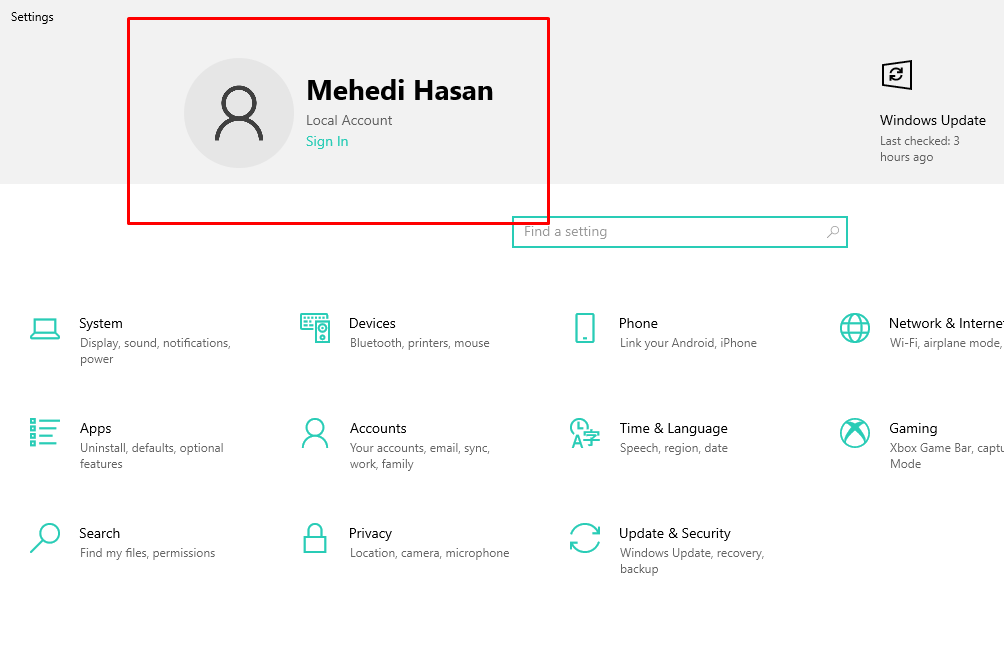 Settings
Mehedi Hasan
Local Account
Sign In
Windows Update
Last checked: 3
hours ago
Find a setting
System
Display, sound, notifications,
power
Devices
Bluetooth, printers, mouse
Phone
Link your Android, iPhone
Network & Interne
Wi-Fi, airplane mode,
Apps
Uninstall, defaults, optional
features
Accounts
Your accounts, email, sync,
work, family
Time & Language
Speech, region, date
Gaming
Xbox Game Bar, captu
Mode
Search
Find my files, permissions
Privacy
Location, camera, microphone
Update & Security
Windows Update, recovery,
backup